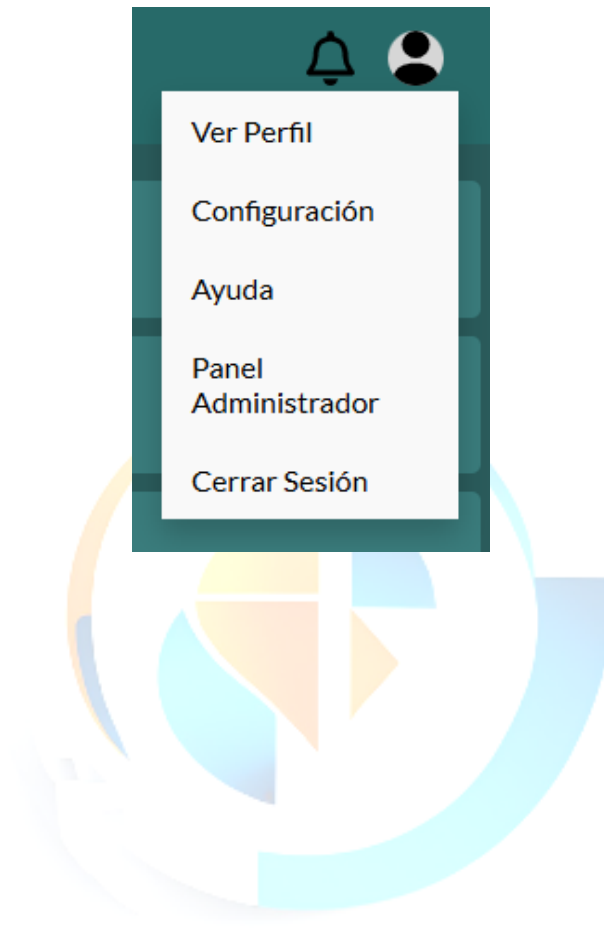 Ver Perfil
Configuración
Ayuda
Panel
Administrador
Cerrar Sesión